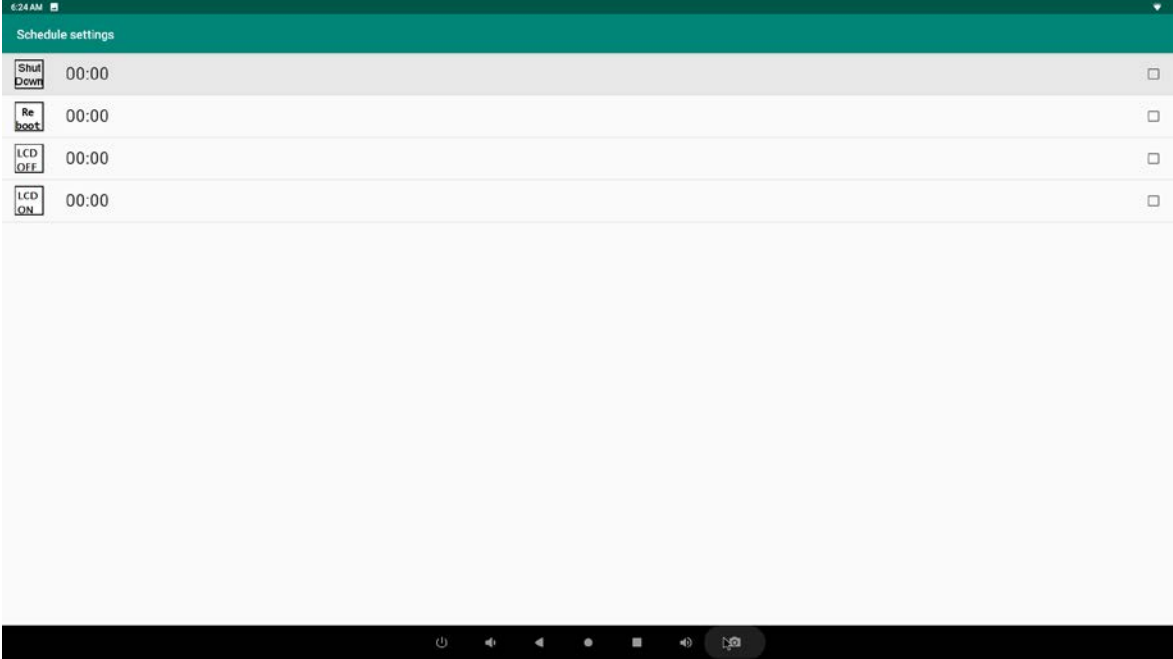 6:24 AM
Schedule settings
Shut
Down
00:00
Re
boot
00:00
LCD
OFF
00:00
LCD
ON
00:00